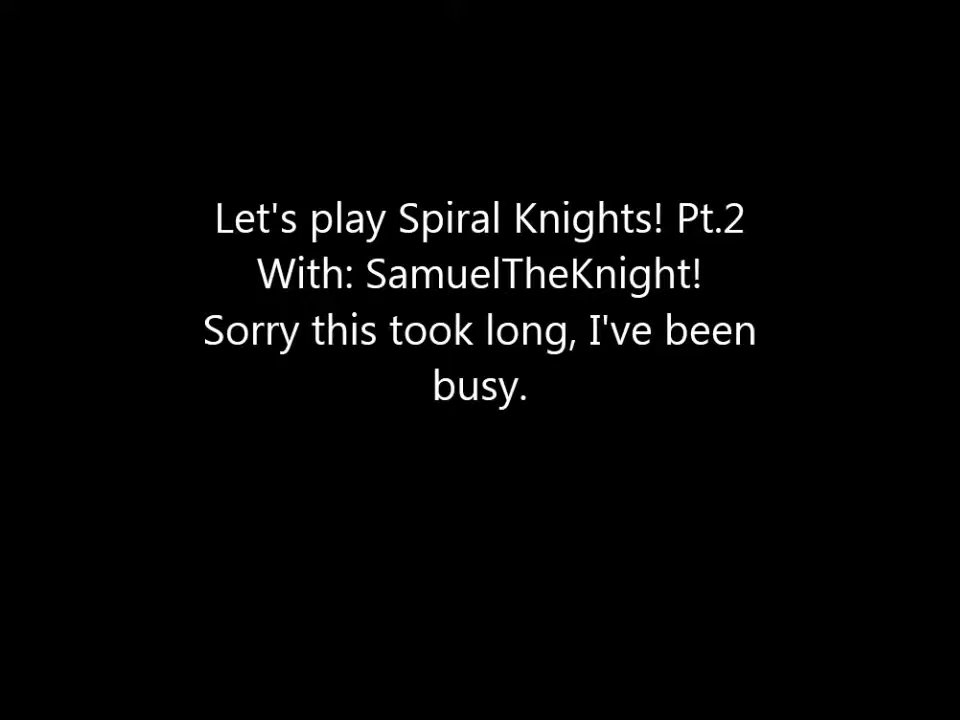 Let's play Spiral Knights! Pt.2
With: SamuelTheKnight!
Sorry this took long, I've been
busy.